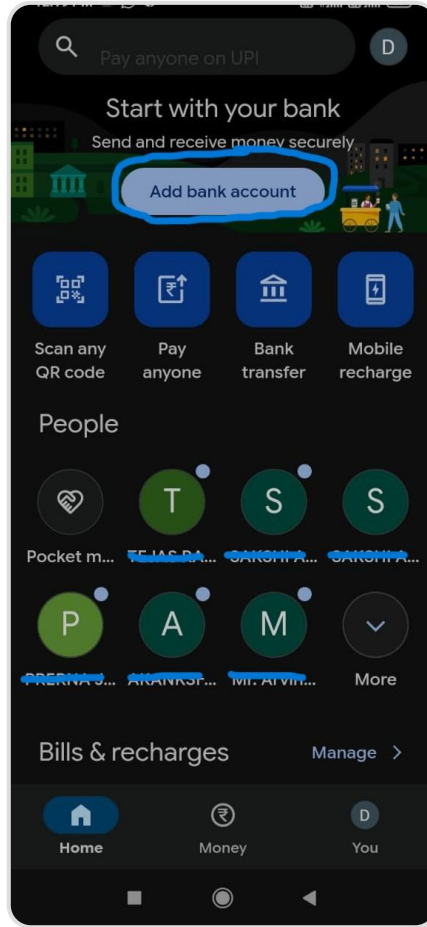 Pay anyone on UPI
D
Start with your bank
Send and receive money securely
Add bank account
Scan any QR code
Pay anyone
Bank transfer
Mobile recharge
People
T
S
S
Pocket m...
P
A
M
More
Bills & recharges
Manage
D
Home
Money
You